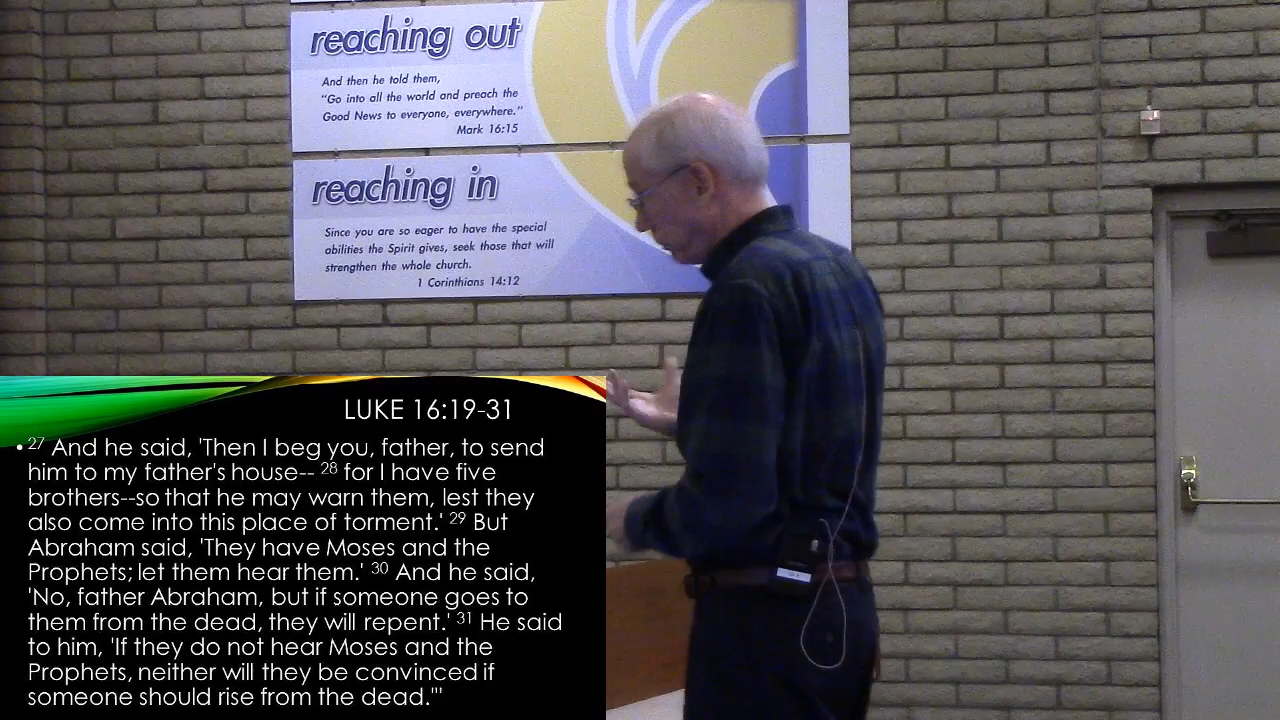 reaching out
And then he told them,
"Go into all the world and preach the
Good News to everyone, everywhere."
Mark 16:15
reaching in
Since you are so eager to have the special
abilities the Spirit gives, seek those that will
strengthen the whole church.
1 Corinthians 14:12
LUKE 16:19-31
• 27 And he said, 'Then I beg you, father, to send
him to my father's house-- 28 for I have five
brothers--so that he may warn them, lest they
also come into this place of torment.' 29 But
Abraham said, 'They have Moses and the
Prophets; let them hear them.' 30 And he said,
'No, father Abraham, but if someone goes to
them from the dead, they will repent.' 31 He said
to him, 'If they do not hear Moses and the
Prophets, neither will they be convinced if
someone should rise from the dead.'"